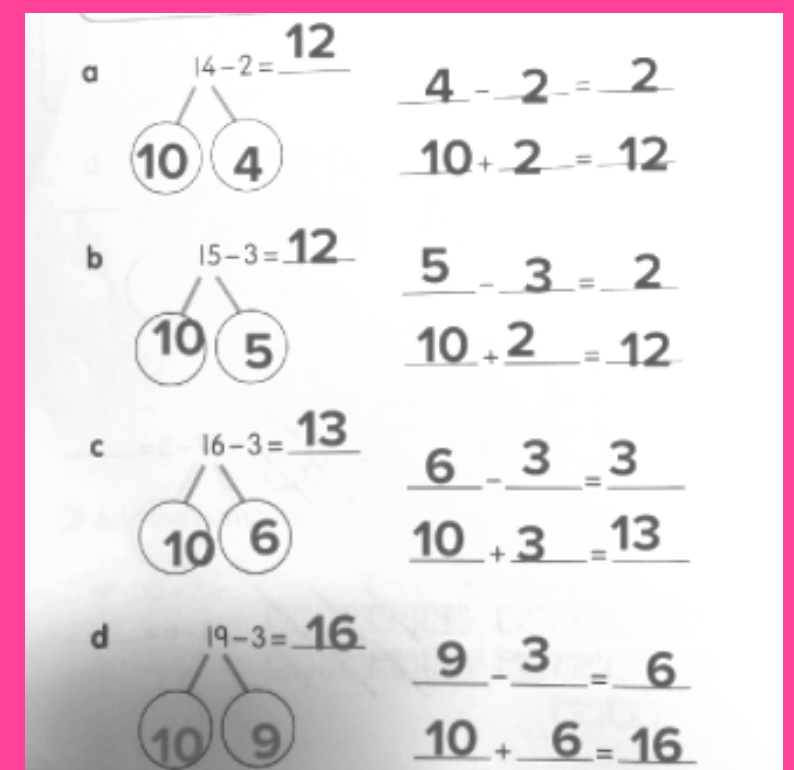 a 14-2=12 4 - 2 = 2
10 4 10 + 2 = 12
b 15-3=12 5 - 3 = 2
10 5 10 + 2 = 12
c 16-3=13 6 - 3 = 3
10 6 10 + 3 = 13
d 19-3=16 9 - 3 = 6
10 9 10 + 6 = 16